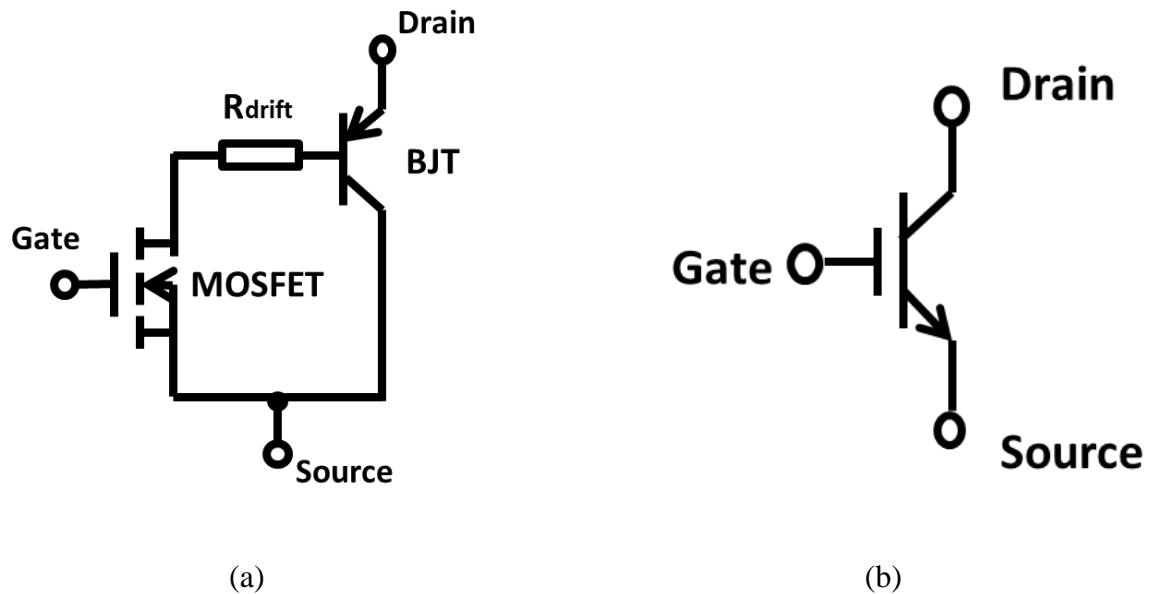 Drain
Rdrift
BJT
Gate
MOSFET
Source
(a)
Drain
Gate
Source
(b)